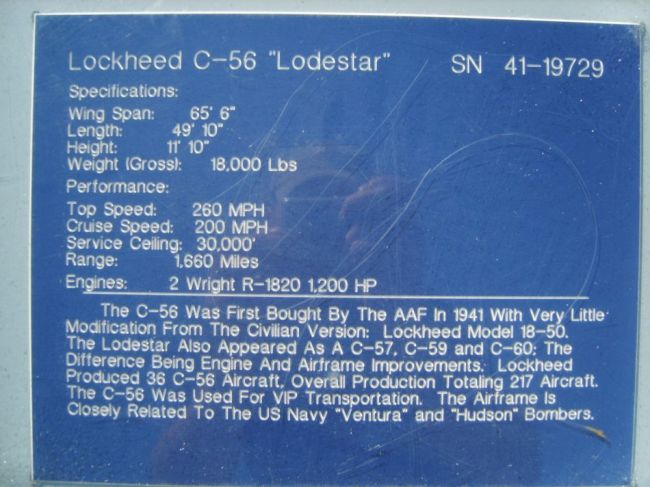 Lockheed C-56 "Lodestar" SN 41-19729
Specifications:
Wing Span: 65' 6"
Length: 49' 10"
Height: 11' 10"
Weight (Gross): 18,000 Lbs
Performance:
Top Speed: 260 MPH
Cruise Speed: 200 MPH
Service Ceiling: 30,000'
Range: 1,660 Miles
Engines: 2 Wright R-1820 1,200 HP
The C-56 Was First Bought By The AAF In 1941 With Very Little
Modification From The Civilian Version: Lockheed Model 18-50.
The Lodestar Also Appeared As A C-57, C-59 and C-60; The
Difference Being Engine And Airframe Improvements. Lockheed
Produced 36 C-56 Aircraft, Overall Production Totaling 217 Aircraft.
The C-56 Was Used For VIP Transportation. The Airframe Is
Closely Related To The US Navy "Ventura" and "Hudson" Bombers.